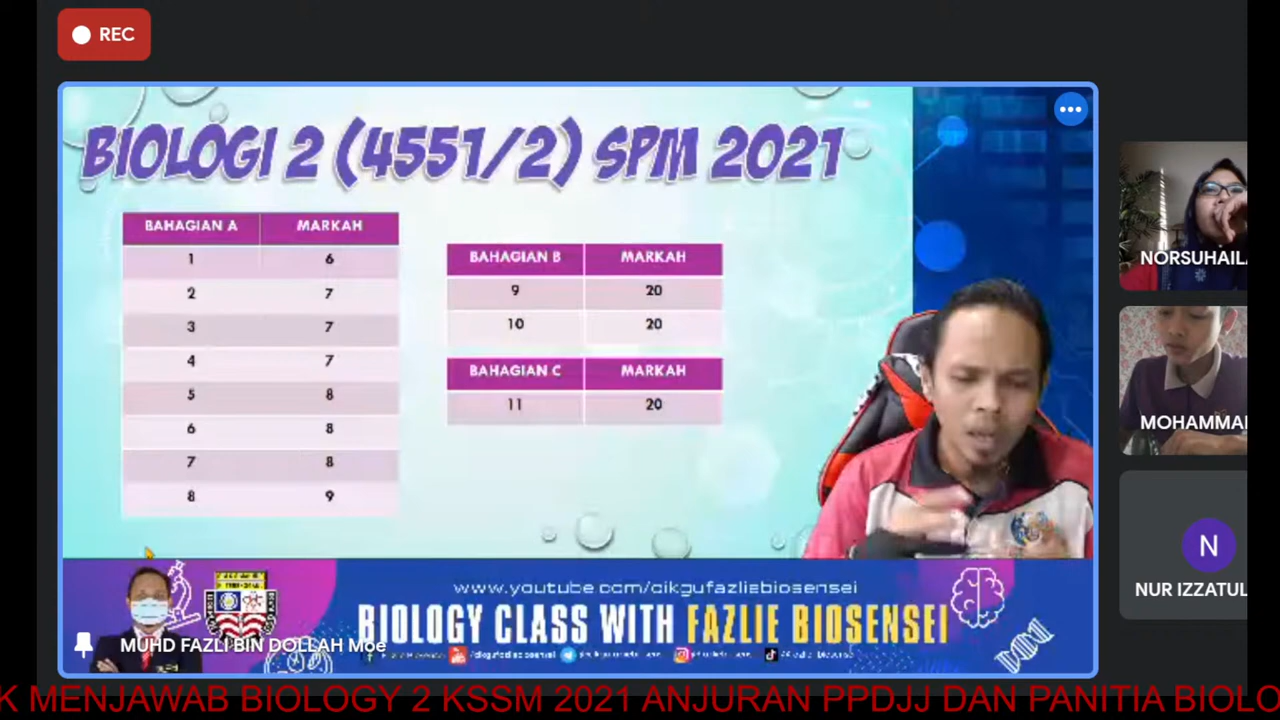 REC
BIOLOGI 2 (4551/2) SPM 2021
BAHAGIAN A MARKAH
1 6
2 7
3 7
4 7
5 8
6 8
7 8
8 9
BAHAGIAN B MARKAH
9 20
10 20
BAHAGIAN C MARKAH
11 20
NORSUHAIL
MOHAMMA
N
NUR IZZATUL
www.youtube.com/cikgufazliebiosensei
BIOLOGY CLASS WITH FAZLIE BIOSENSEI
MUHD FAZLI BIN DOLLAH Moe
K MENJAWAB BIOLOGY 2 KSSM 2021 ANJURAN PPDJJ DAN PANITIA BIOLO